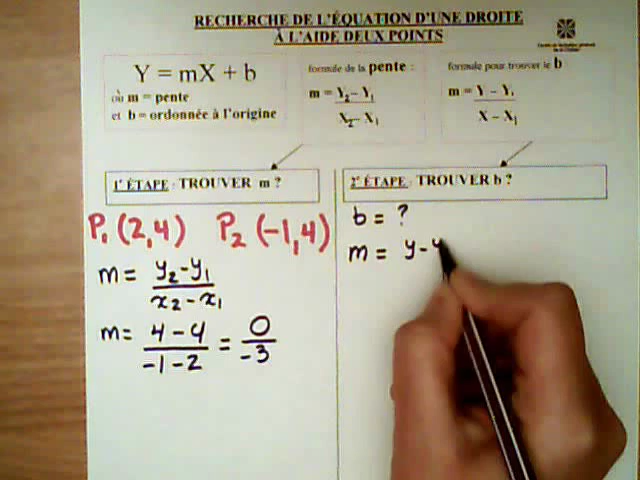 RECHERCHE DE L'ÉQUATION D'UNE DROITE
À L'AIDE DEUX POINTS
Y = mX + b
où m = pente
et b = ordonnée à l'origine
formule de la pente :
m = Y2 – Y1
X2 – X1
formule pour trouver le b
m = Y – Y1
X – X1
1e ÉTAPE : TROUVER m ?
P1 (2,4) P2 (-1,4)
m = y2 - y1
x2 - x1
m = 4 - 4 = 0
-1 - 2 -3
2e ÉTAPE : TROUVER b ?
b = ?
m = y - y